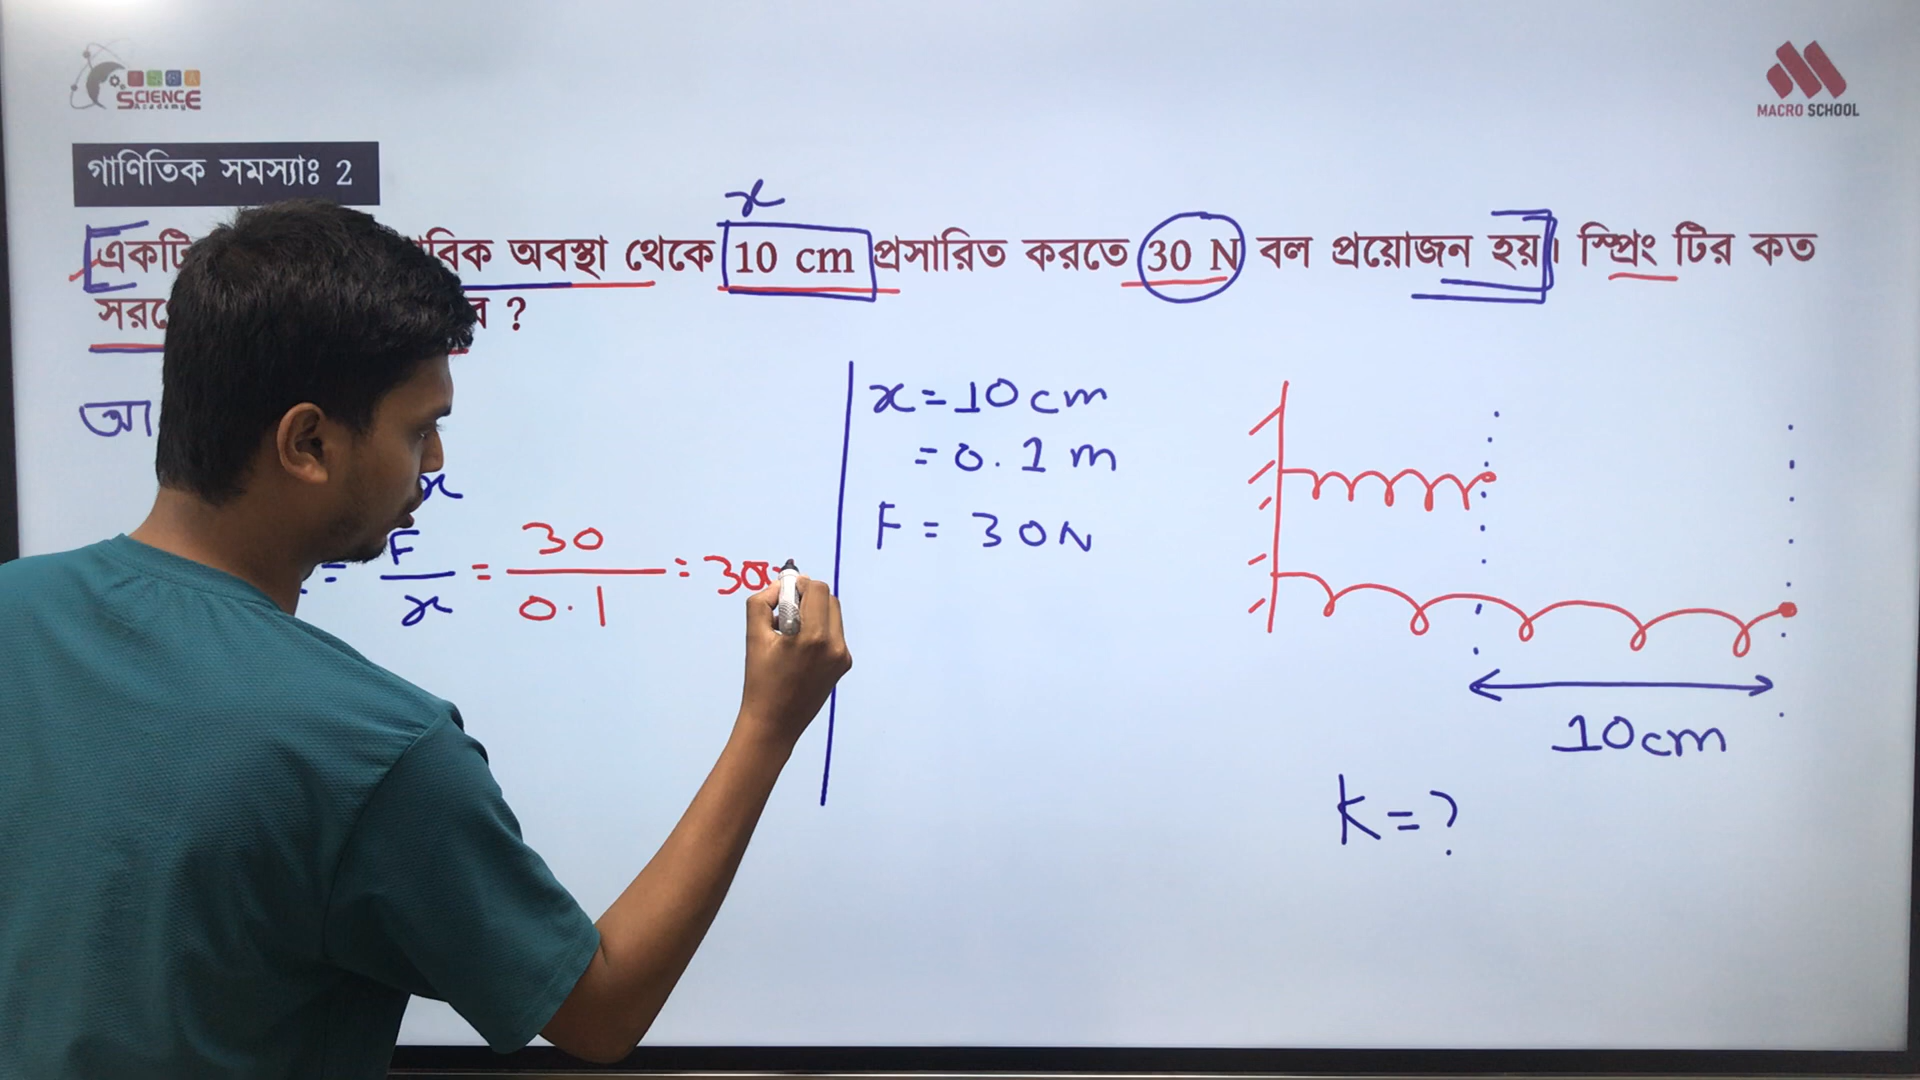 SCIENCE
Academy
MACRO SCHOOL
গাণিতিক সমস্যাঃ 2
x
একটি অবস্থা থেকে 10 cm প্রসারিত করতে 30 N বল প্রয়োজন হয়। স্প্রিং টির কত
?
আ
x = 10 cm
= 0.1 m
F = 30 N
x
= F/x = 30/0.1 = 30
10cm
K = ?